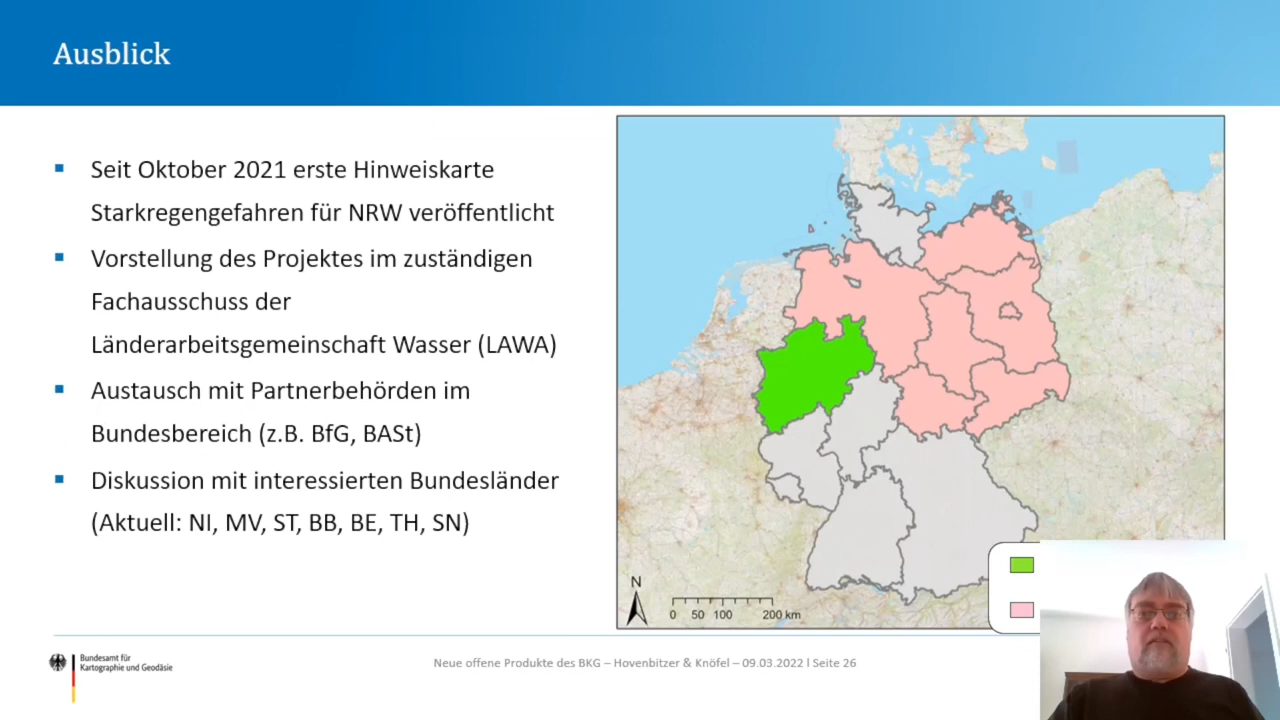 Ausblick
Seit Oktober 2021 erste Hinweiskarte
Starkregengefahren für NRW veröffentlicht
Vorstellung des Projektes im zuständigen
Fachausschuss der
Länderarbeitsgemeinschaft Wasser (LAWA)
Austausch mit Partnerbehörden im
Bundesbereich (z.B. BfG, BASt)
Diskussion mit interessierten Bundesländer
(Aktuell: NI, MV, ST, BB, BE, TH, SN)
N
0 50 100 200 km
Bundesamt für
Kartographie und Geodäsie
Neue offene Produkte des BKG – Hovenbitzer & Knöfel – 09.03.2022 l Seite 26